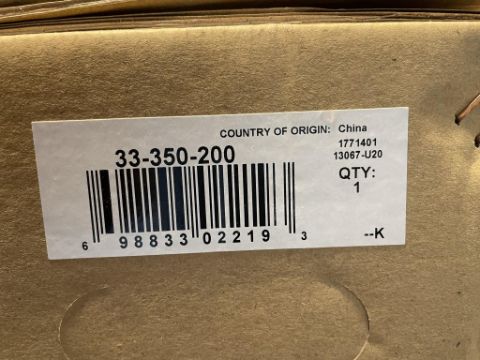 COUNTRY OF ORIGIN: China
1771401
33-350-200
13067-U20
QTY:
1
6 98833 02219 3
--K